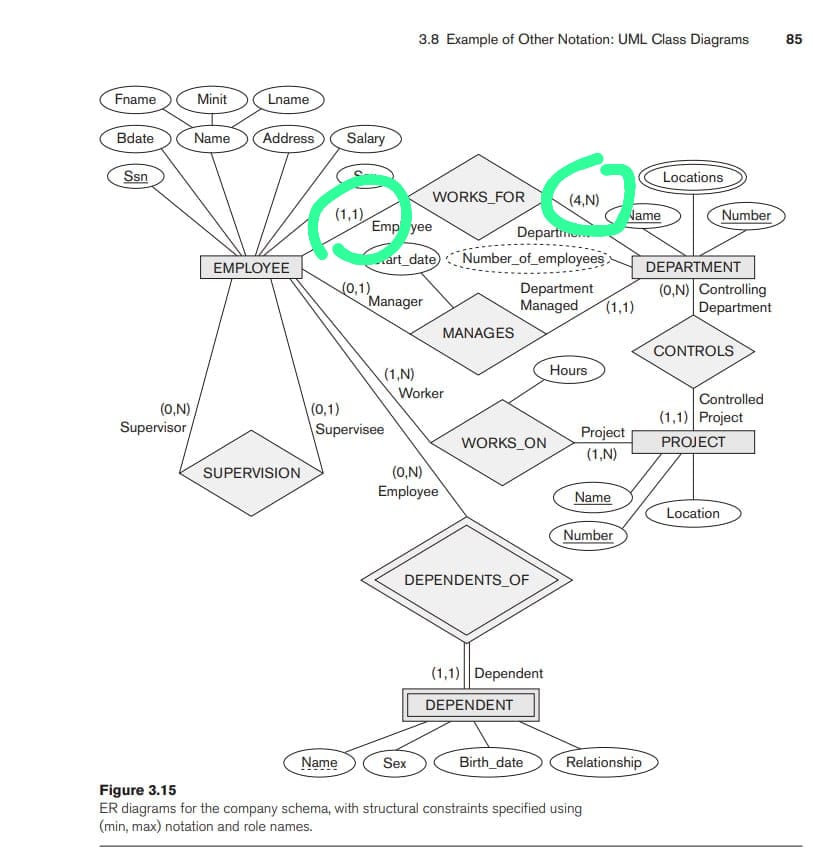 3.8 Example of Other Notation: UML Class Diagrams 85
Fname Minit Lname
Bdate Name Address Salary
Ssn
Locations
WORKS_FOR
(4,N)
(1,1)
Name Number
EMPLOYEE
Number_of_employees
DEPARTMENT
(0,1)
Manager
Department
Managed
(1,1)
(0,N) Controlling
Department
MANAGES
CONTROLS
(1,N)
Worker
Hours
(0,N)
Supervisor
(0,1)
Supervisee
Controlled
(1,1) Project
WORKS_ON
Project
(1,N)
PROJECT
SUPERVISION
(0,N)
Employee
Name
Location
Number
DEPENDENTS_OF
(1,1) Dependent
DEPENDENT
Name Sex Birth_date Relationship
Figure 3.15
ER diagrams for the company schema, with structural constraints specified using
(min, max) notation and role names.